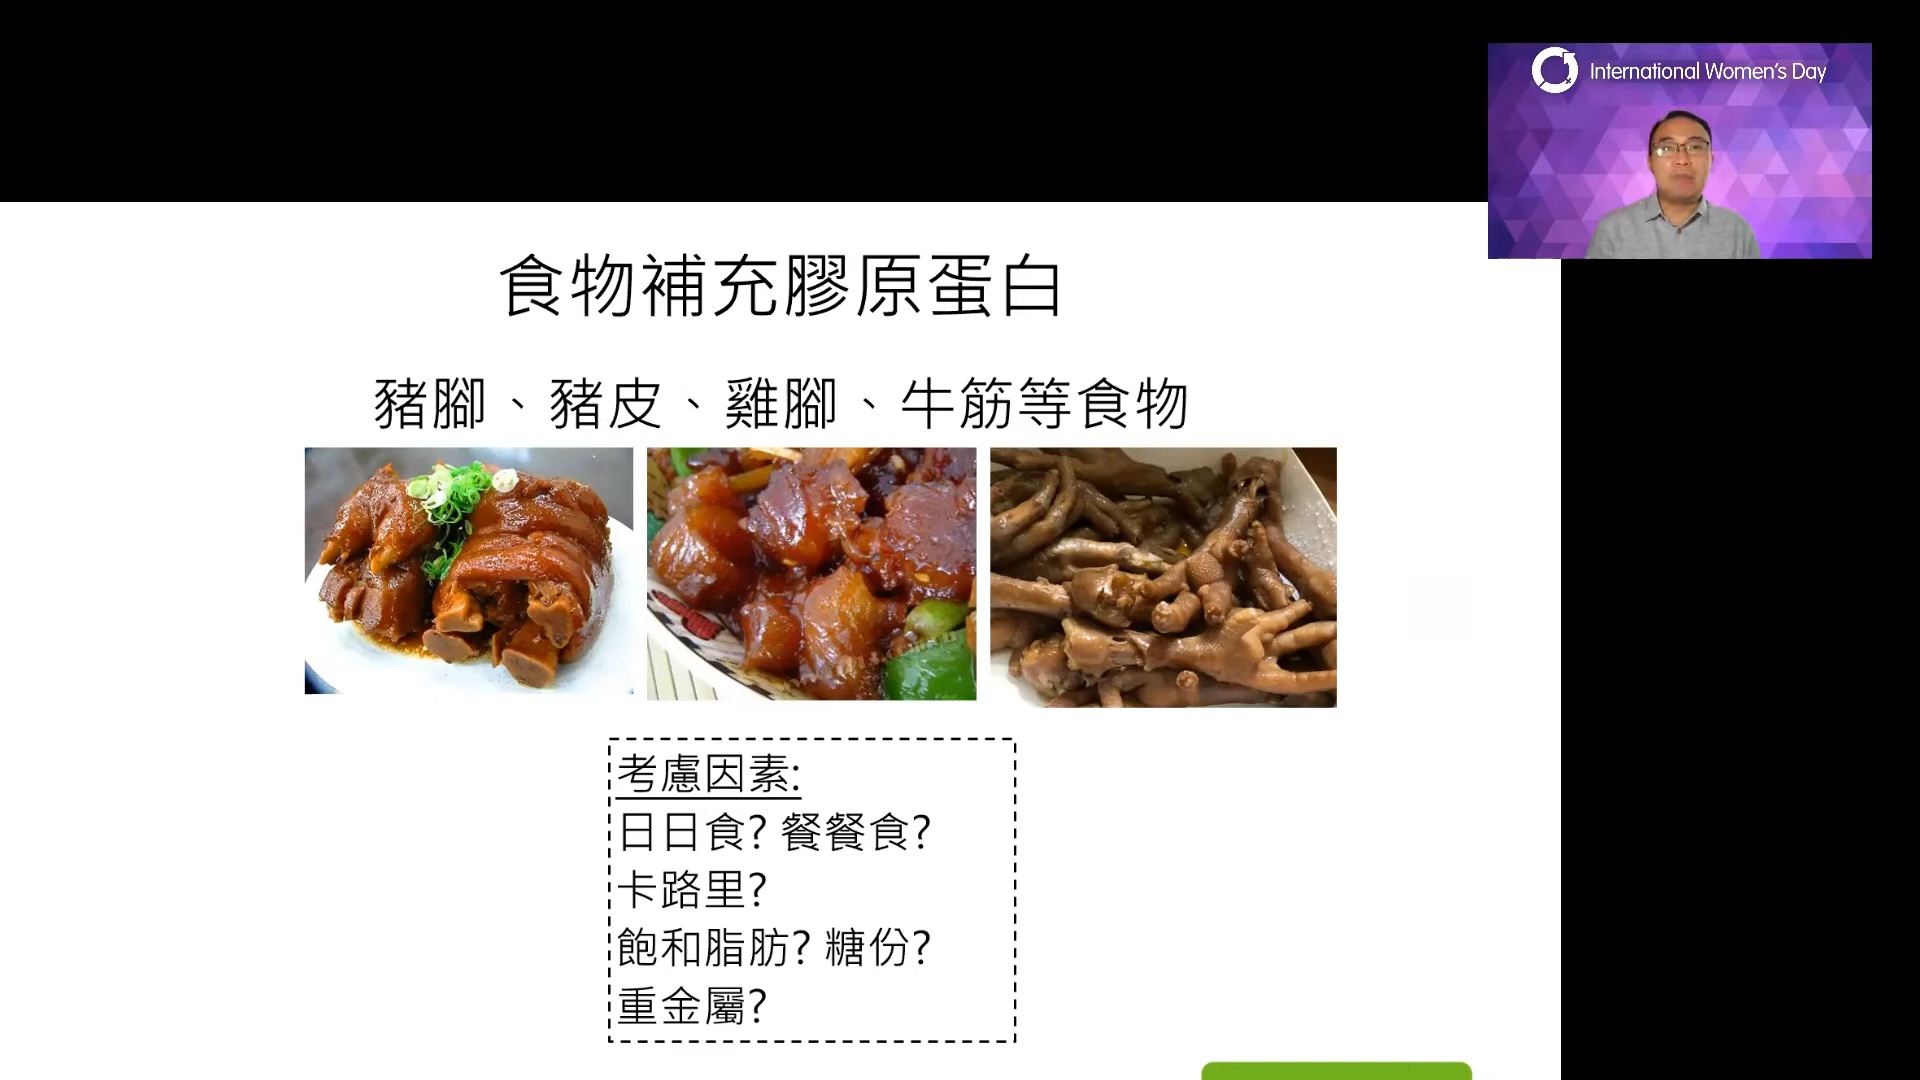 International Women's Day
食物補充膠原蛋白
豬腳、豬皮、雞腳、牛筋等食物
考慮因素:
日日食? 餐餐食?
卡路里?
飽和脂肪? 糖份?
重金屬?